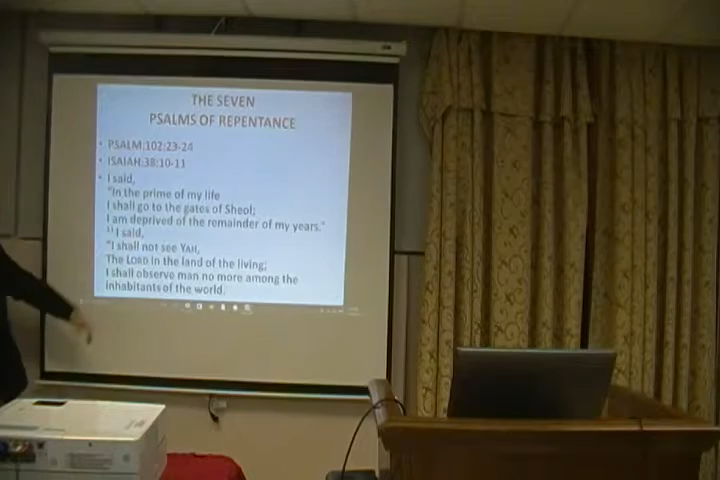 THE SEVEN
PSALMS OF REPENTANCE
• PSALM:102:23-24
• ISAIAH:38:10-11
• I said,
"In the prime of my life
I shall go to the gates of Sheol;
I am deprived of the remainder of my years."
11 I said,
"I shall not see YAH,
The LORD in the land of the living;
I shall observe man no more among the
inhabitants of the world.